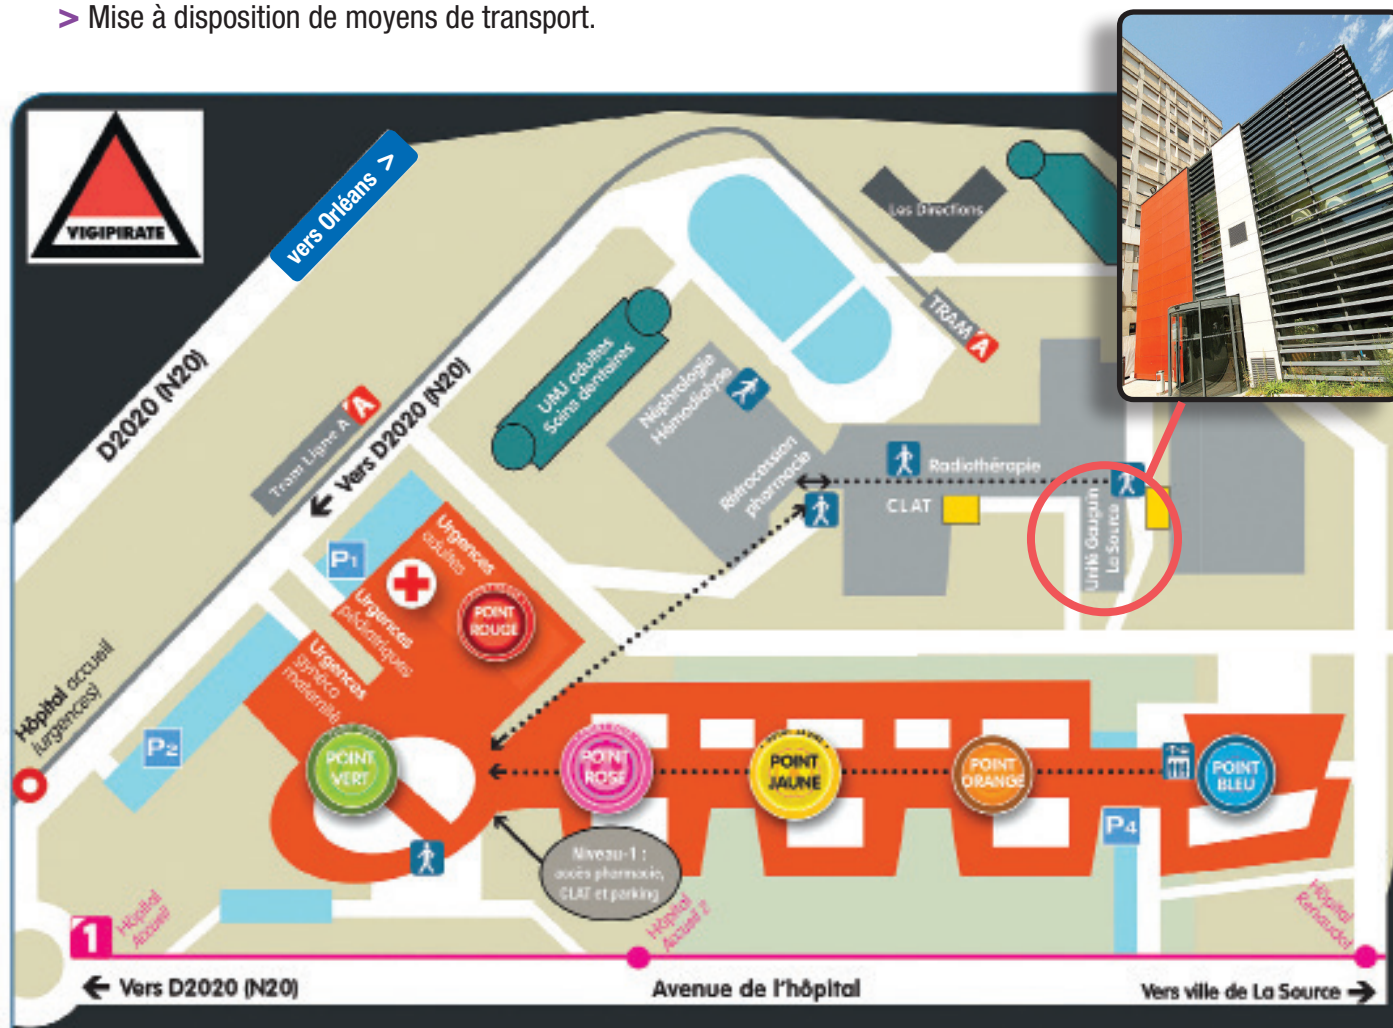 > Mise à disposition de moyens de transport.
VIGIPIRATE
vers Orléans >
Les Directions
D2020 (N20)
TRAM A
UMJ adultes
Soins dentaires
Néphrologie
Hémodialyse
Tram Ligne A A
← Vers D2020 (N20)
Rétrocession
pharmacie
Radiothérapie
CLAT
Unité Gauguin
La Source
P1
Urgences
adultes
POINT
ROUGE
Urgences
pédiatriques
Urgences
gynéco
maternité
Hôpital accueil
(urgences)
P2
POINT
VERT
POINT
ROSE
POINT
JAUNE
POINT
ORANGE
POINT
BLEU
P4
Niveau-1 :
accès pharmacie,
CLAT et parking
1
Hôpital
Accueil
Hôpital
Accueil 2
Hôpital
Renaudot
← Vers D2020 (N20)
Avenue de l'hôpital
Vers ville de La Source →